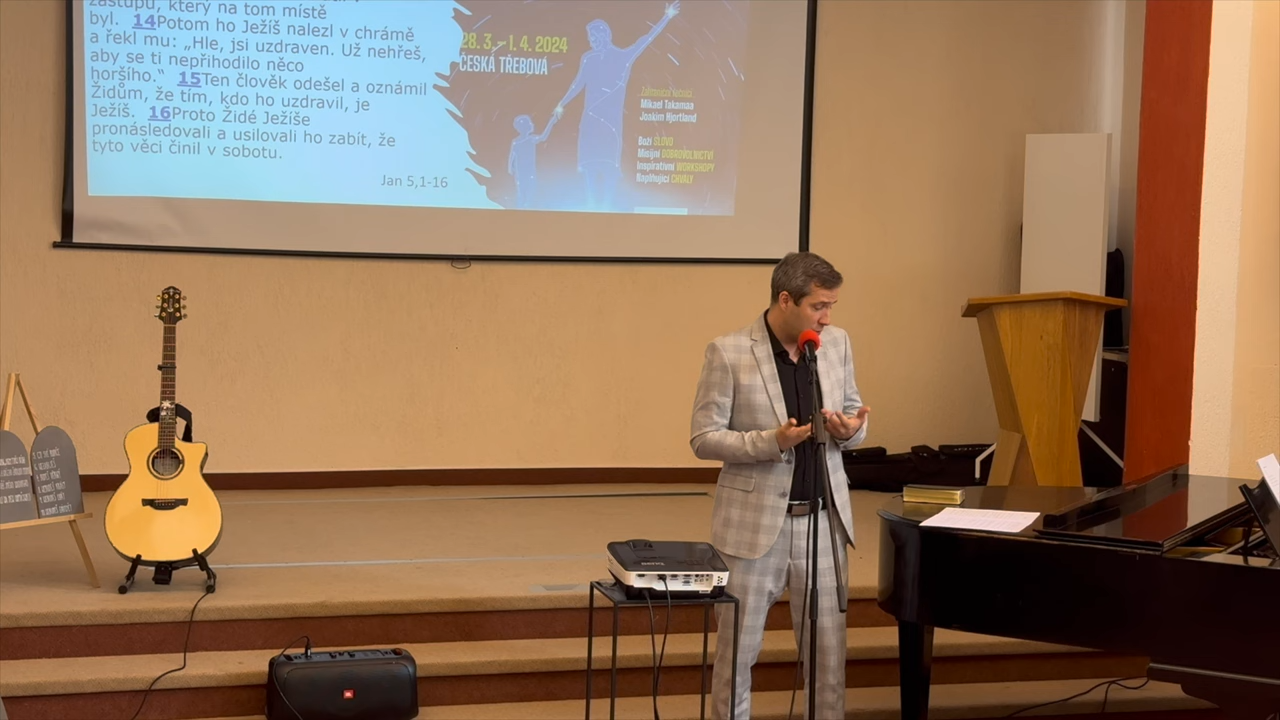 zástupu, který na tom místě
byl. 14Potom ho Ježíš nalezl v chrámě
a řekl mu: „Hle, jsi uzdraven. Už nehřeš,
aby se ti nepřihodilo něco
horšího.“ 15Ten člověk odešel a oznámil
Židům, že tím, kdo ho uzdravil, je
Ježíš. 16Proto Židé Ježíše
pronásledovali a usilovali ho zabít, že
tyto věci činil v sobotu.
Jan 5,1-16
28. 3. – 1. 4. 2024
ČESKÁ TŘEBOVÁ
Zahraniční řečníci
Mikael Takamaa
Joakim Hjortland
Boží SLOVO
Misijní DOBROVOLNICTVÍ
Inspirativní WORKSHOPY
Naplňující CHVÁLY
JBL